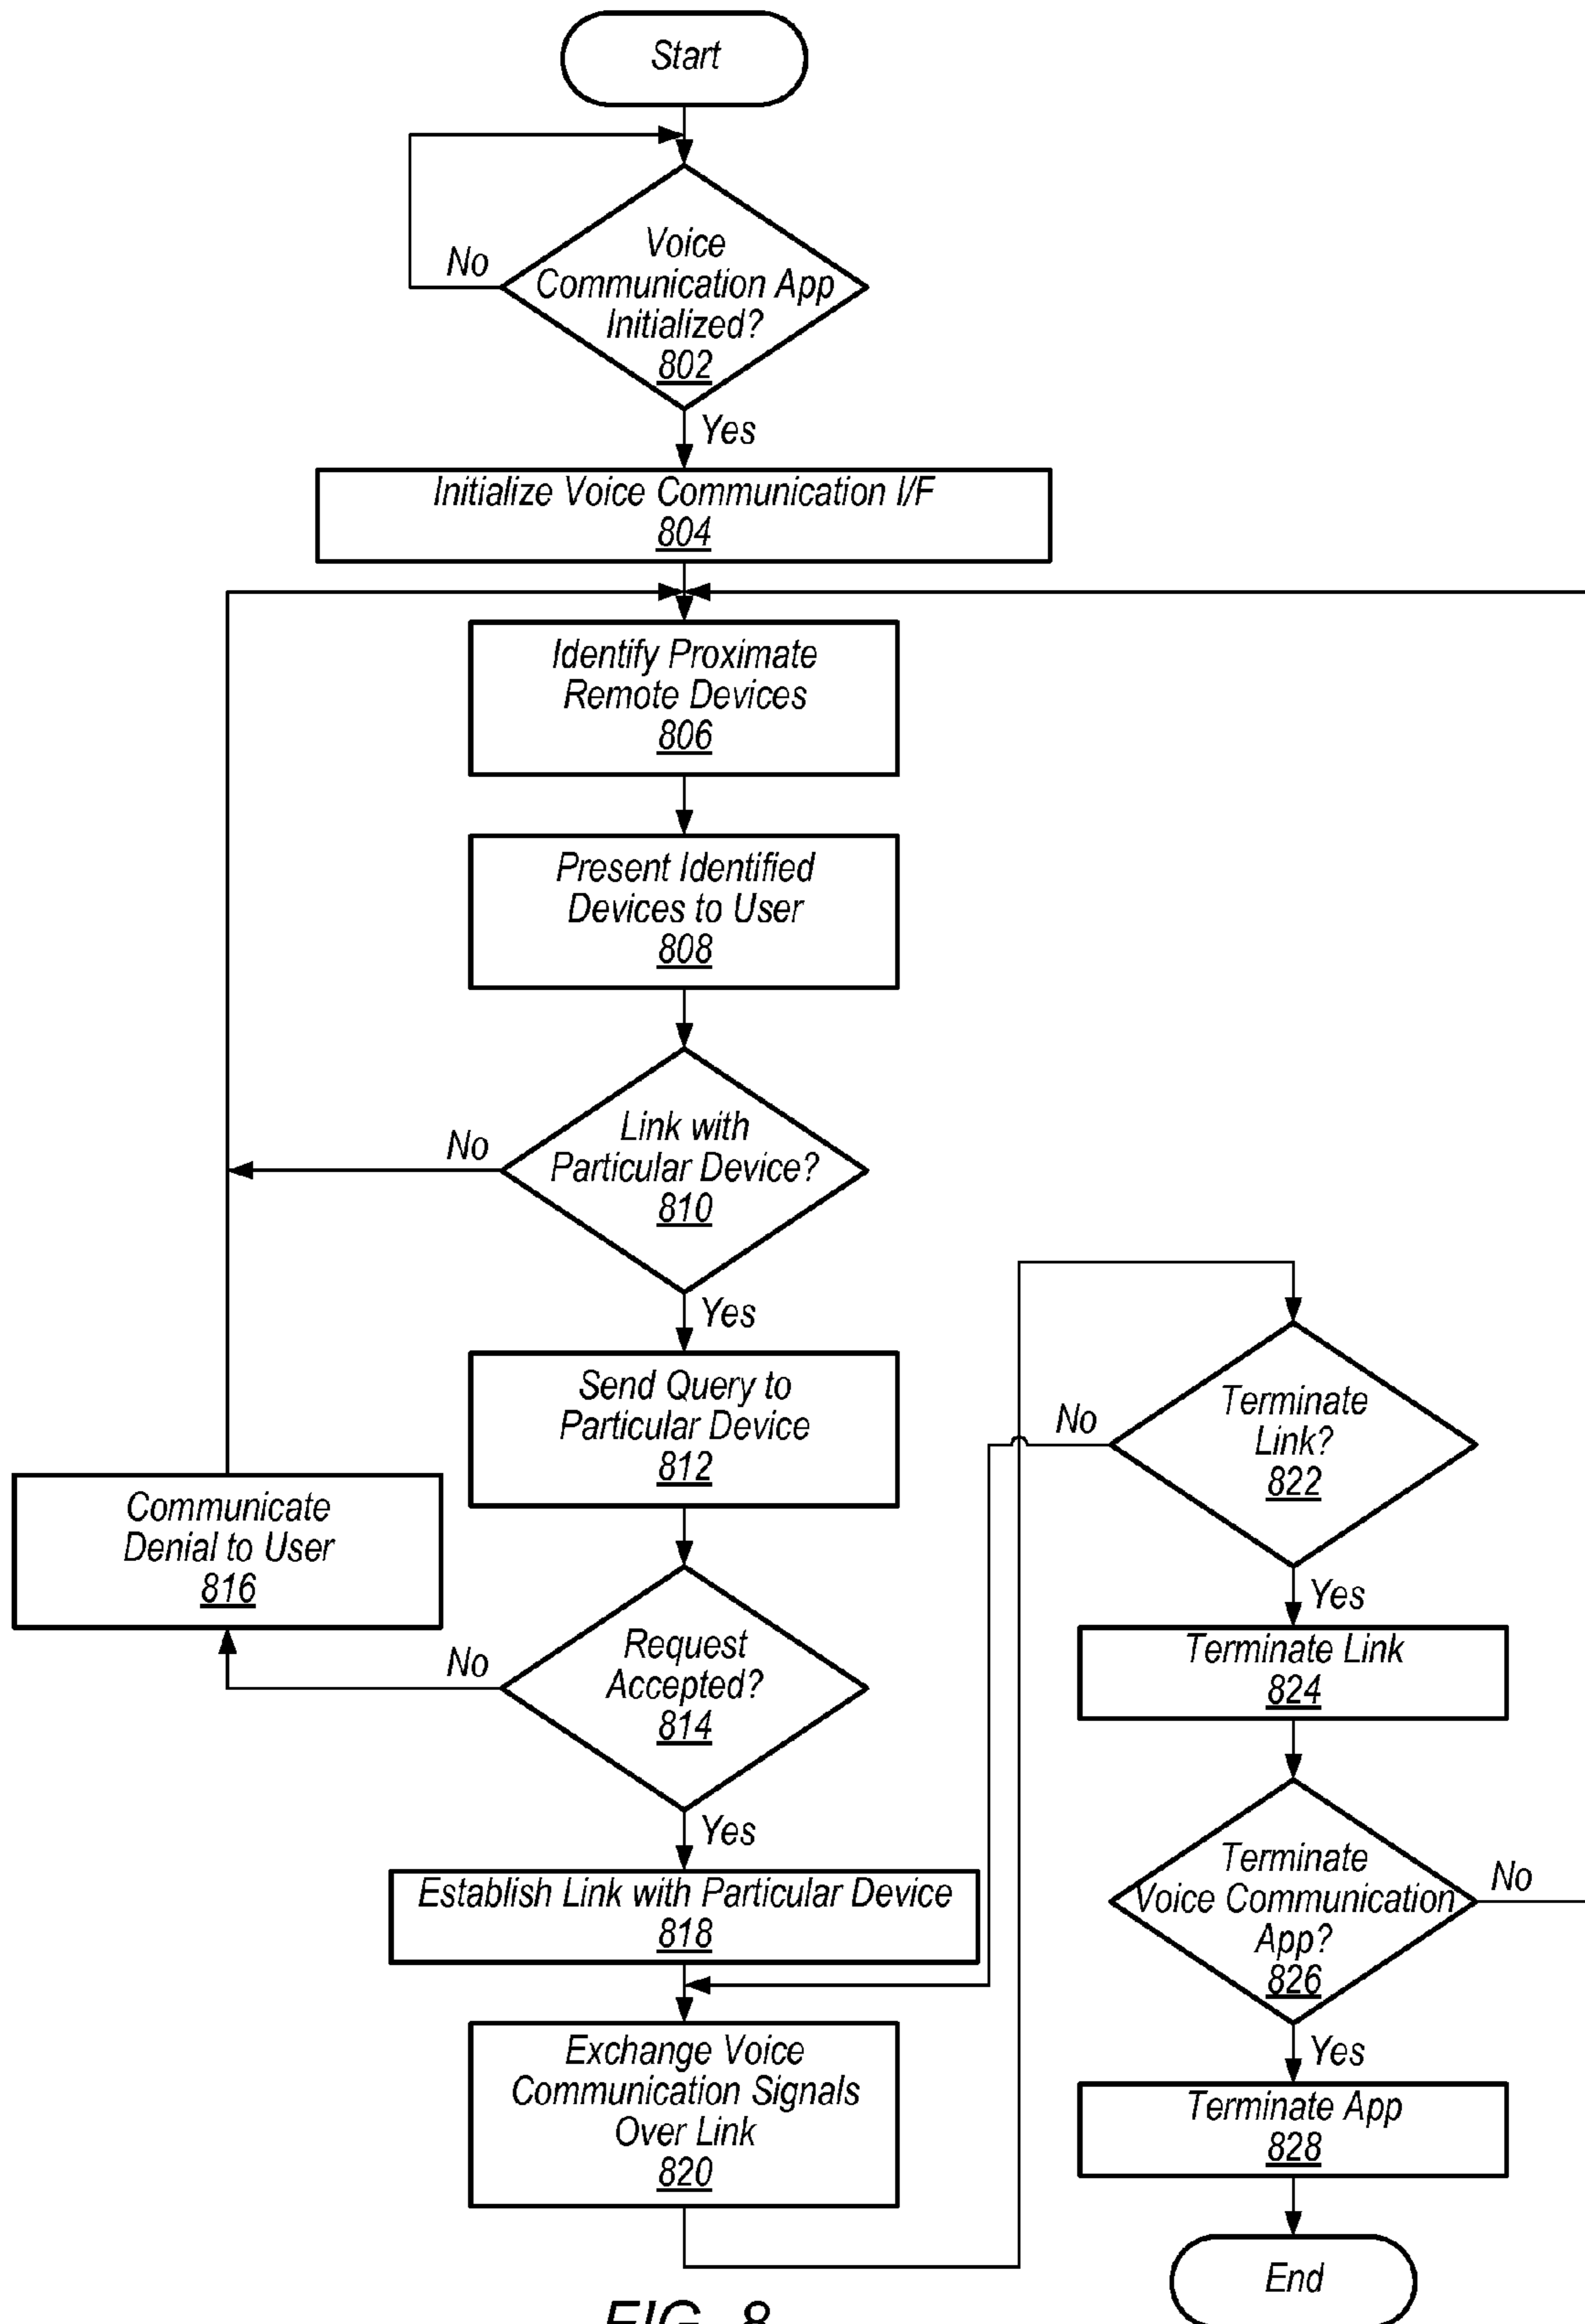 Start
Voice
Communication App
Initialized?
802
No
Yes
Initialize Voice Communication I/F
804
Identify Proximate
Remote Devices
806
Present Identified
Devices to User
808
Link with
Particular Device?
810
No
Yes
Send Query to
Particular Device
812
Communicate
Denial to User
816
Request
Accepted?
814
No
Yes
Establish Link with Particular Device
818
Exchange Voice
Communication Signals
Over Link
820
Terminate
Link?
822
No
Yes
Terminate Link
824
Terminate
Voice Communication
App?
826
No
Yes
Terminate App
828
End
FIG. 8